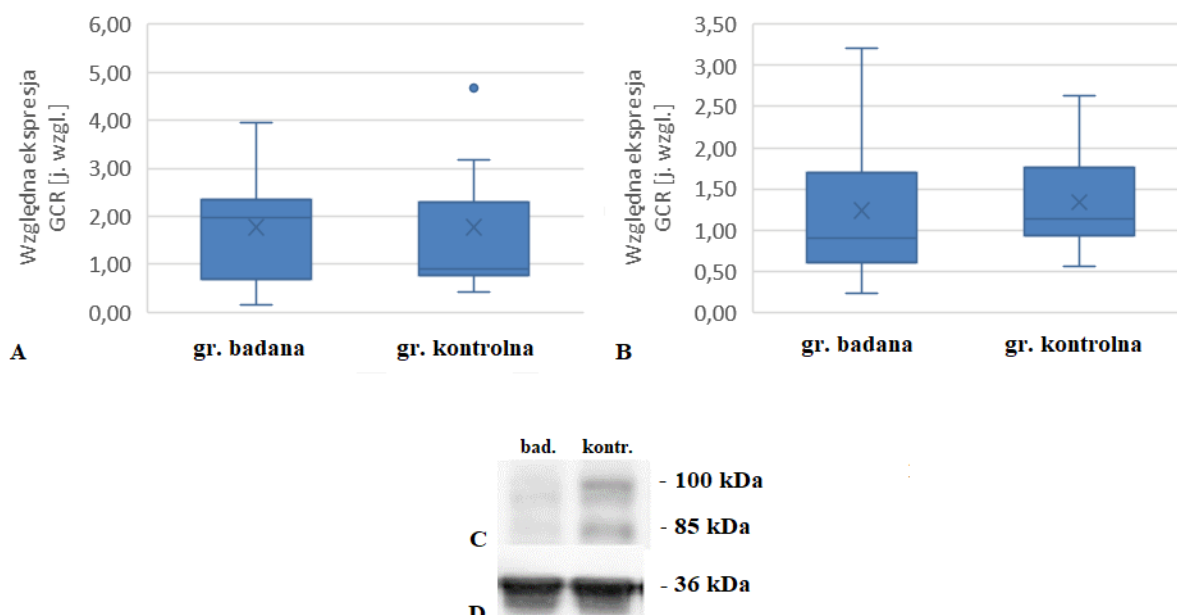 Względna ekspresja
GCR [j. wzgl.]
6,00
5,00
4,00
3,00
2,00
1,00
0,00
A
gr. badana
gr. kontrolna
Względna ekspresja
GCR [j. wzgl.]
3,50
3,00
2,50
2,00
1,50
1,00
0,50
0,00
B
gr. badana
gr. kontrolna
bad.
kontr.
- 100 kDa
- 85 kDa
C
- 36 kDa
D